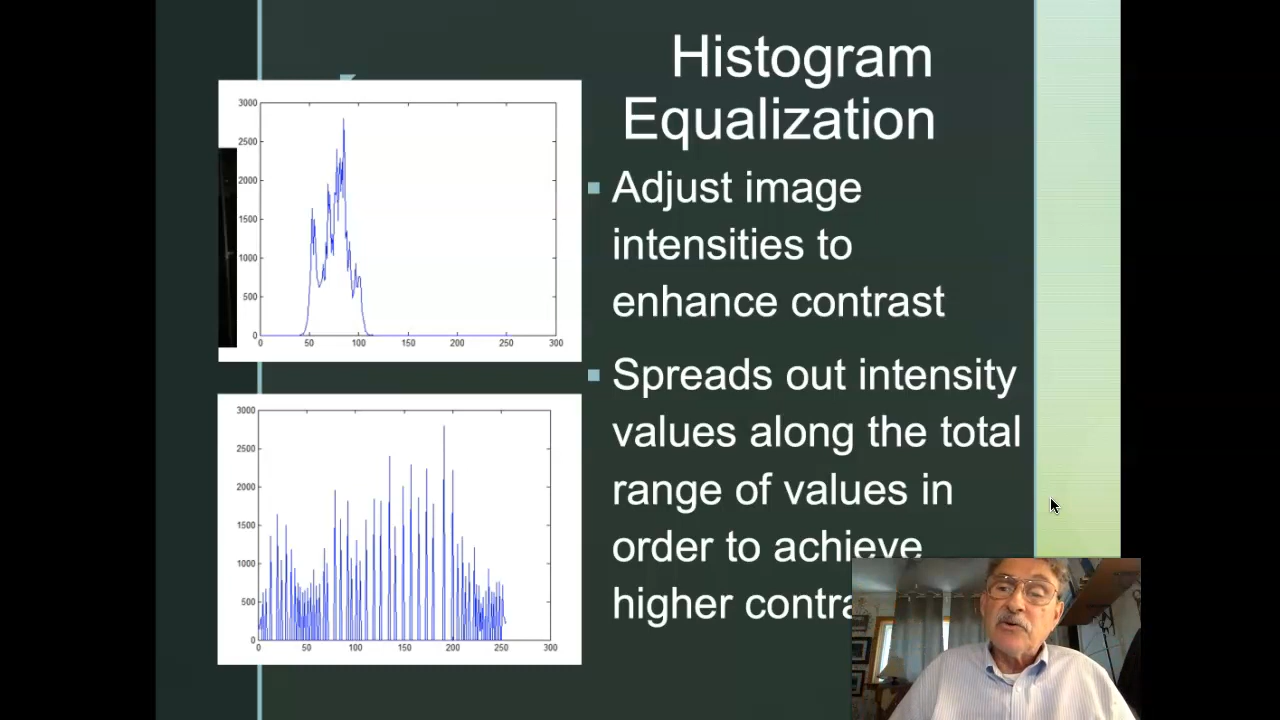 Histogram
Equalization
Adjust image
intensities to
enhance contrast
Spreads out intensity
values along the total
range of values in
order to achieve
higher
3000
2500
2000
1500
1000
500
0
0 50 100 150 200 250 300
3000
2500
2000
1500
1000
500
0
0 50 100 150 200 250 300